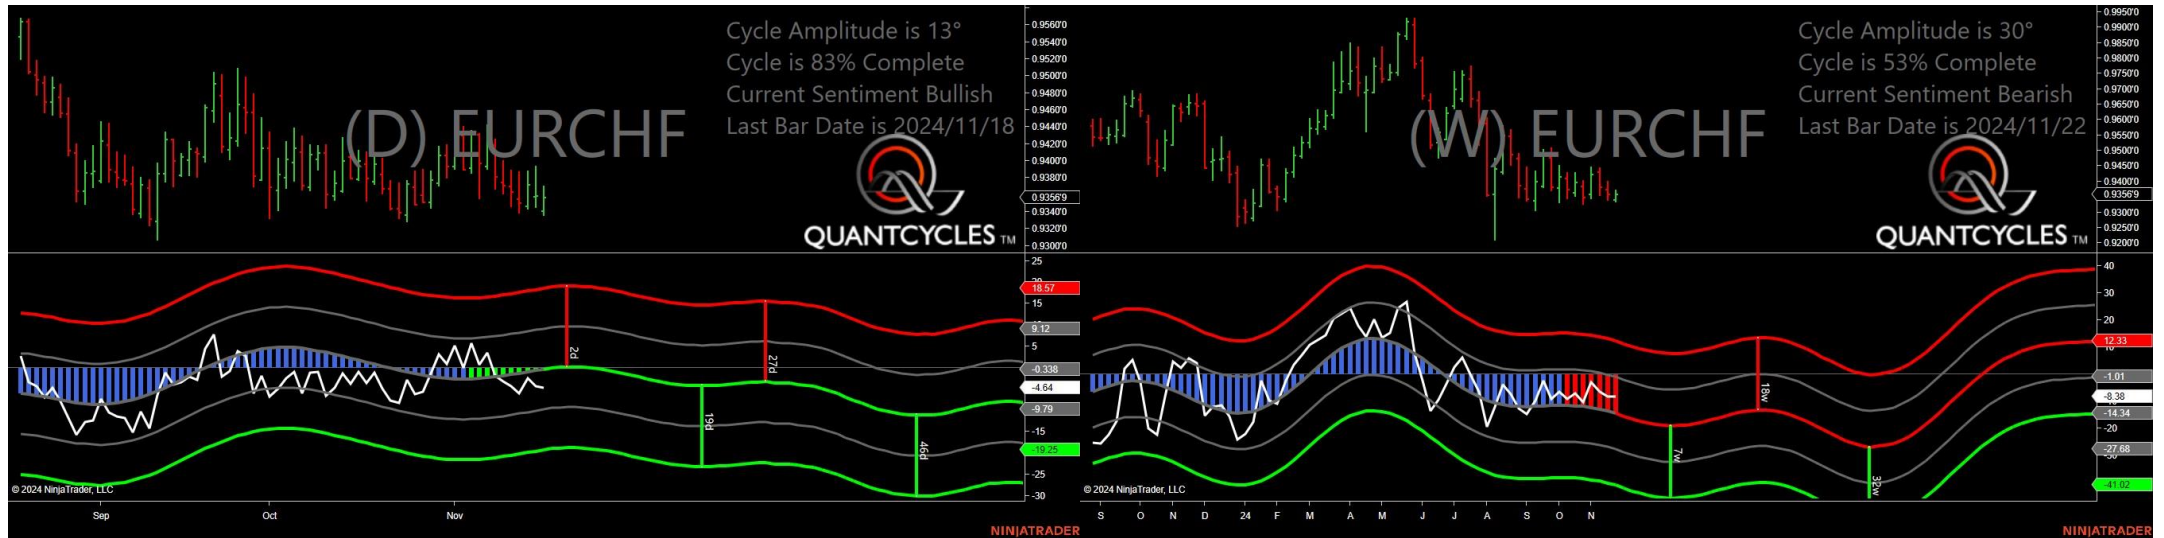 Cycle Amplitude is 13°
Cycle is 83% Complete
Current Sentiment Bullish
Last Bar Date is 2024/11/18
(D) EURCHF
QUANTCYCLES TM
0.9560'0
0.9540'0
0.9520'0
0.9500'0
0.9480'0
0.9460'0
0.9440'0
0.9420'0
0.9400'0
0.9380'0
0.9356'9
0.9340'0
0.9320'0
0.9300'0
25
18.57
15
9.12
5
-0.338
-4.64
-9.79
-15
-19.25
-25
-30
2d
27d
19d
46d
© 2024 NinjaTrader, LLC
Sep
Oct
Nov
NINJATRADER
Cycle Amplitude is 30°
Cycle is 53% Complete
Current Sentiment Bearish
Last Bar Date is 2024/11/22
(W) EURCHF
QUANTCYCLES TM
0.9950'0
0.9900'0
0.9850'0
0.9800'0
0.9750'0
0.9700'0
0.9650'0
0.9600'0
0.9550'0
0.9500'0
0.9450'0
0.9400'0
0.9356'9
0.9300'0
0.9250'0
0.9200'0
40
30
20
12.33
-1.01
-8.38
-14.34
-20
-27.68
-41.02
18w
7w
32w
© 2024 NinjaTrader, LLC
S O N D 24 F M A M J J A S O N
NINJATRADER